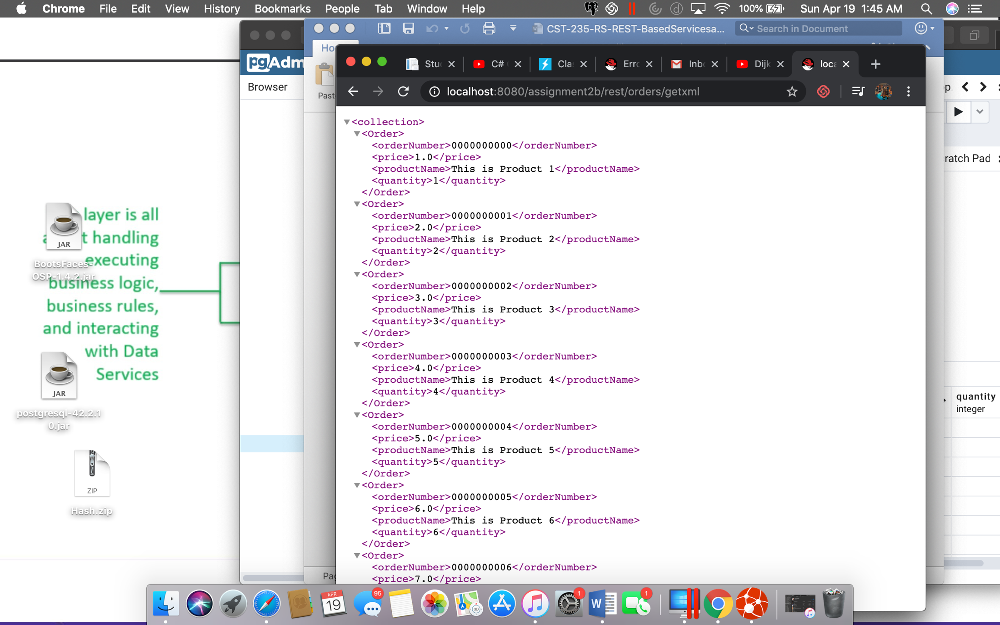 Chrome File Edit View History Bookmarks People Tab Window Help 100% Sun Apr 19 1:45 AM
CST-235-RS-REST-BasedServicesa... Search in Document
pgAdm
Browser
Paste
Stu C# Cla Erro Inbo Dijk loca
localhost:8080/assignment2b/rest/orders/getxml
<collection>
<Order>
<orderNumber>0000000000</orderNumber>
<price>1.0</price>
<productName>This is Product 1</productName>
<quantity>1</quantity>
</Order>
<Order>
<orderNumber>0000000001</orderNumber>
<price>2.0</price>
<productName>This is Product 2</productName>
<quantity>2</quantity>
</Order>
<Order>
<orderNumber>0000000002</orderNumber>
<price>3.0</price>
<productName>This is Product 3</productName>
<quantity>3</quantity>
</Order>
<Order>
<orderNumber>0000000003</orderNumber>
<price>4.0</price>
<productName>This is Product 4</productName>
<quantity>4</quantity>
</Order>
<Order>
<orderNumber>0000000004</orderNumber>
<price>5.0</price>
<productName>This is Product 5</productName>
<quantity>5</quantity>
</Order>
<Order>
<orderNumber>0000000005</orderNumber>
<price>6.0</price>
<productName>This is Product 6</productName>
<quantity>6</quantity>
</Order>
<Order>
<orderNumber>0000000006</orderNumber>
<price>7.0</price>
layer is all
handling
executing
business logic,
business rules,
and interacting
with Data
Services
JAR
BootsFaces-
OSP-1.4.2.jar
JAR
postgresql-42.2.1
0.jar
ZIP
Hash.zip
ratch Pad
quantity
integer
APR
19
95
3D
1
W
1